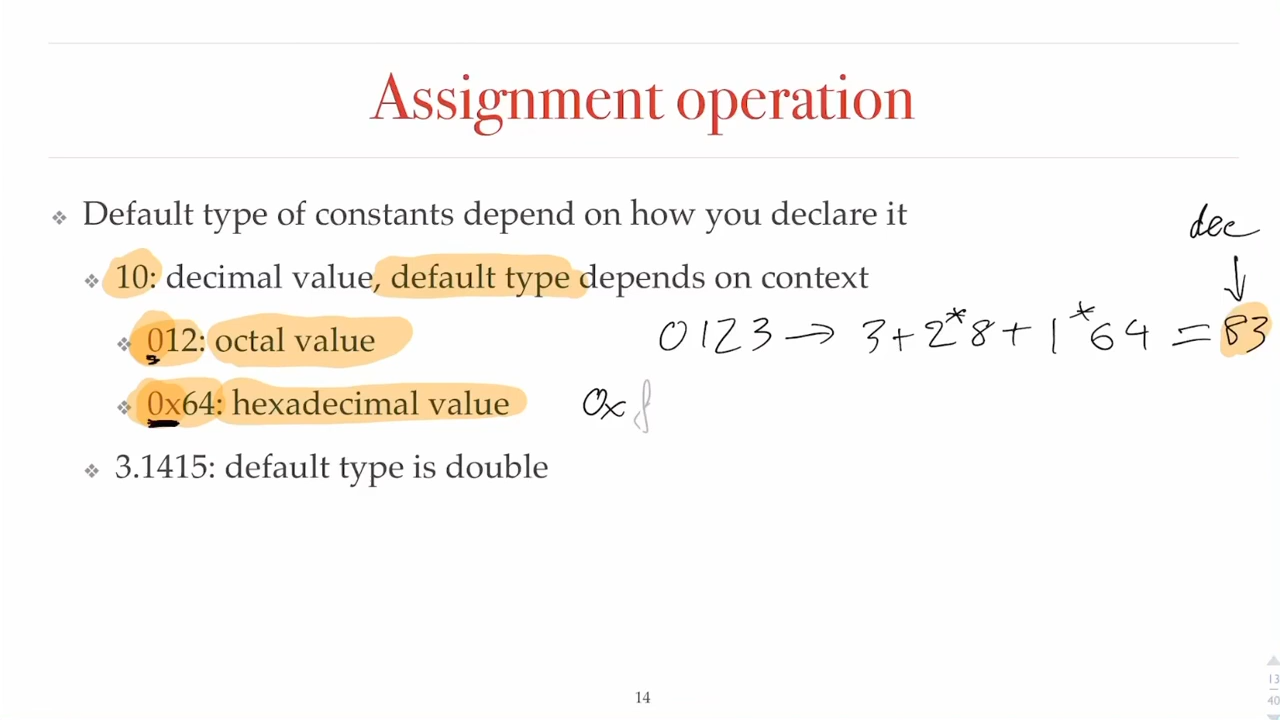 Assignment operation
❖ Default type of constants depend on how you declare it
dec
❖ 10: decimal value, default type depends on context
❖ 012: octal value
0123 → 3+2*8+1*64 = 83
❖ 0x64: hexadecimal value
0x
❖ 3.1415: default type is double
14
13
40